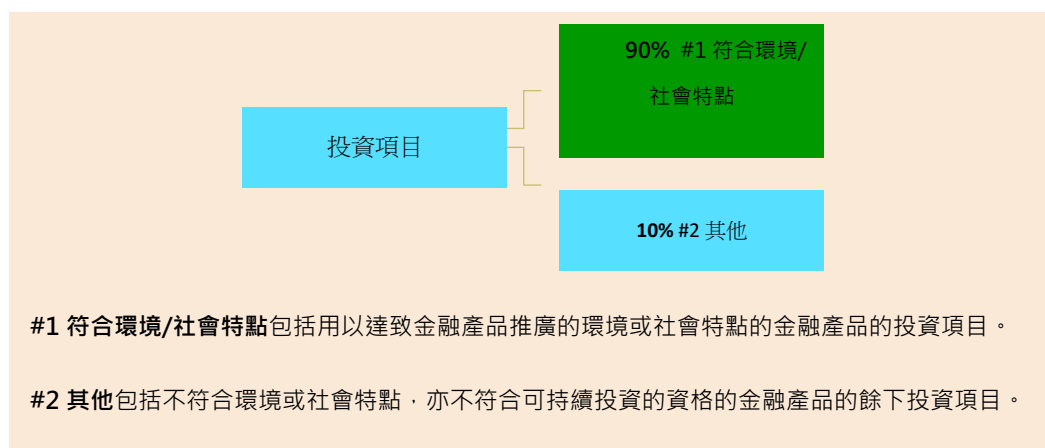 90% #1 符合環境/
社會特點
投資項目
10% #2 其他
#1 符合環境/社會特點包括用以達致金融產品推廣的環境或社會特點的金融產品的投資項目。
#2 其他包括不符合環境或社會特點，亦不符合可持續投資的資格的金融產品的餘下投資項目。